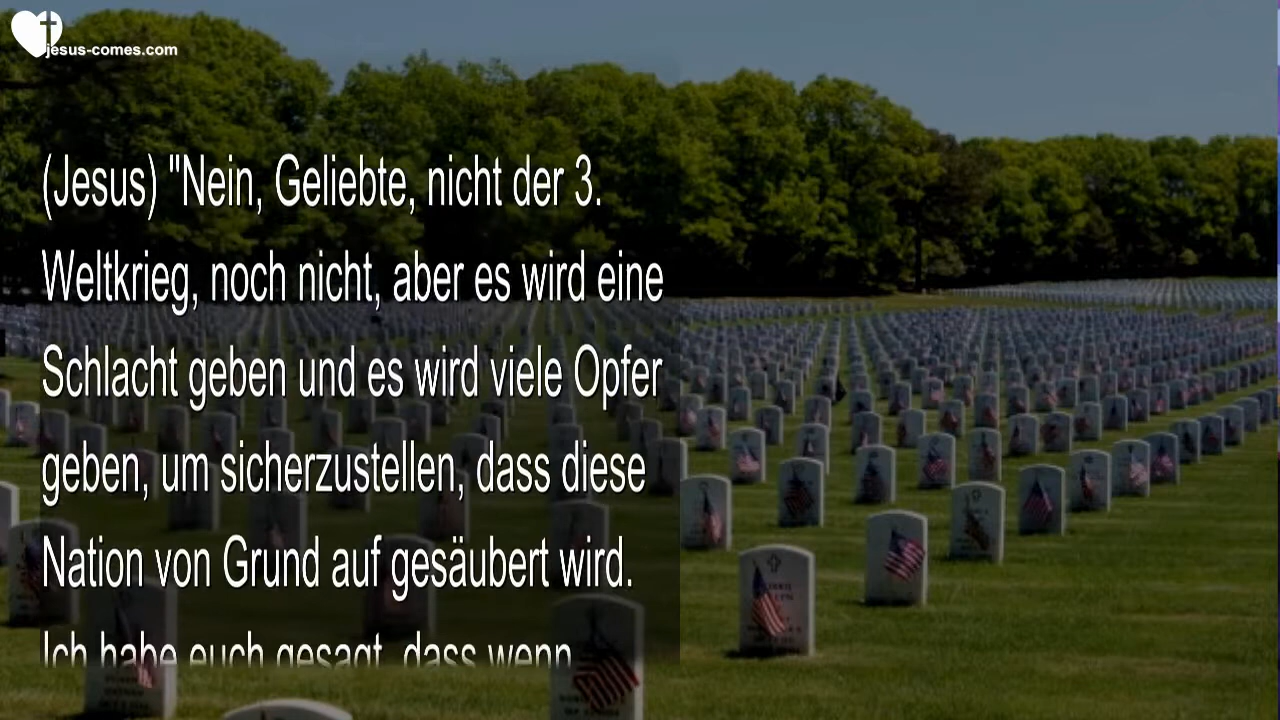 jesus-comes.com
(Jesus) "Nein, Geliebte, nicht der 3.
Weltkrieg, noch nicht, aber es wird eine
Schlacht geben und es wird viele Opfer
geben, um sicherzustellen, dass diese
Nation von Grund auf gesäubert wird.
Ich habe euch gesagt, dass wenn